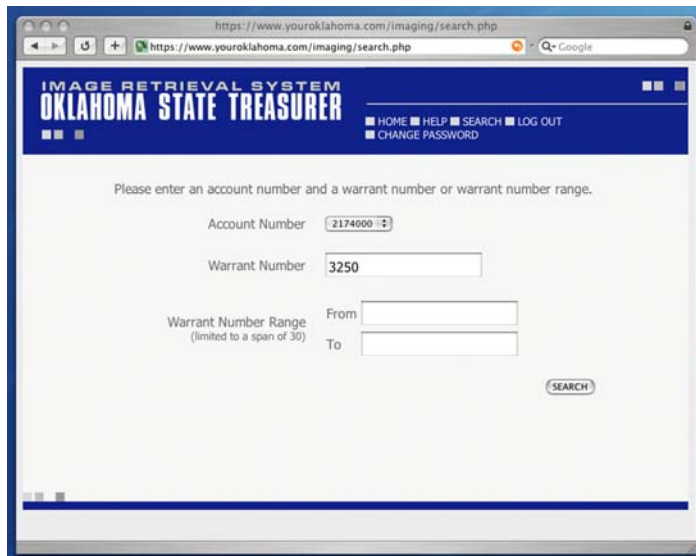 https://www.youroklahoma.com/imaging/search.php
https://www.youroklahoma.com/imaging/search.php
Google
IMAGE RETRIEVAL SYSTEM
OKLAHOMA STATE TREASURER
HOME HELP SEARCH LOG OUT
CHANGE PASSWORD
Please enter an account number and a warrant number or warrant number range.
Account Number 2174000
Warrant Number 3250
Warrant Number Range
(limited to a span of 30)
From
To
SEARCH